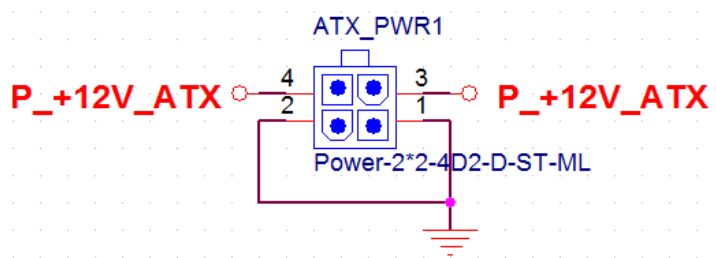 ATX_PWR1
4 3
P_+12V_ATX P_+12V_ATX
2 1
Power-2*2-4D2-D-ST-ML